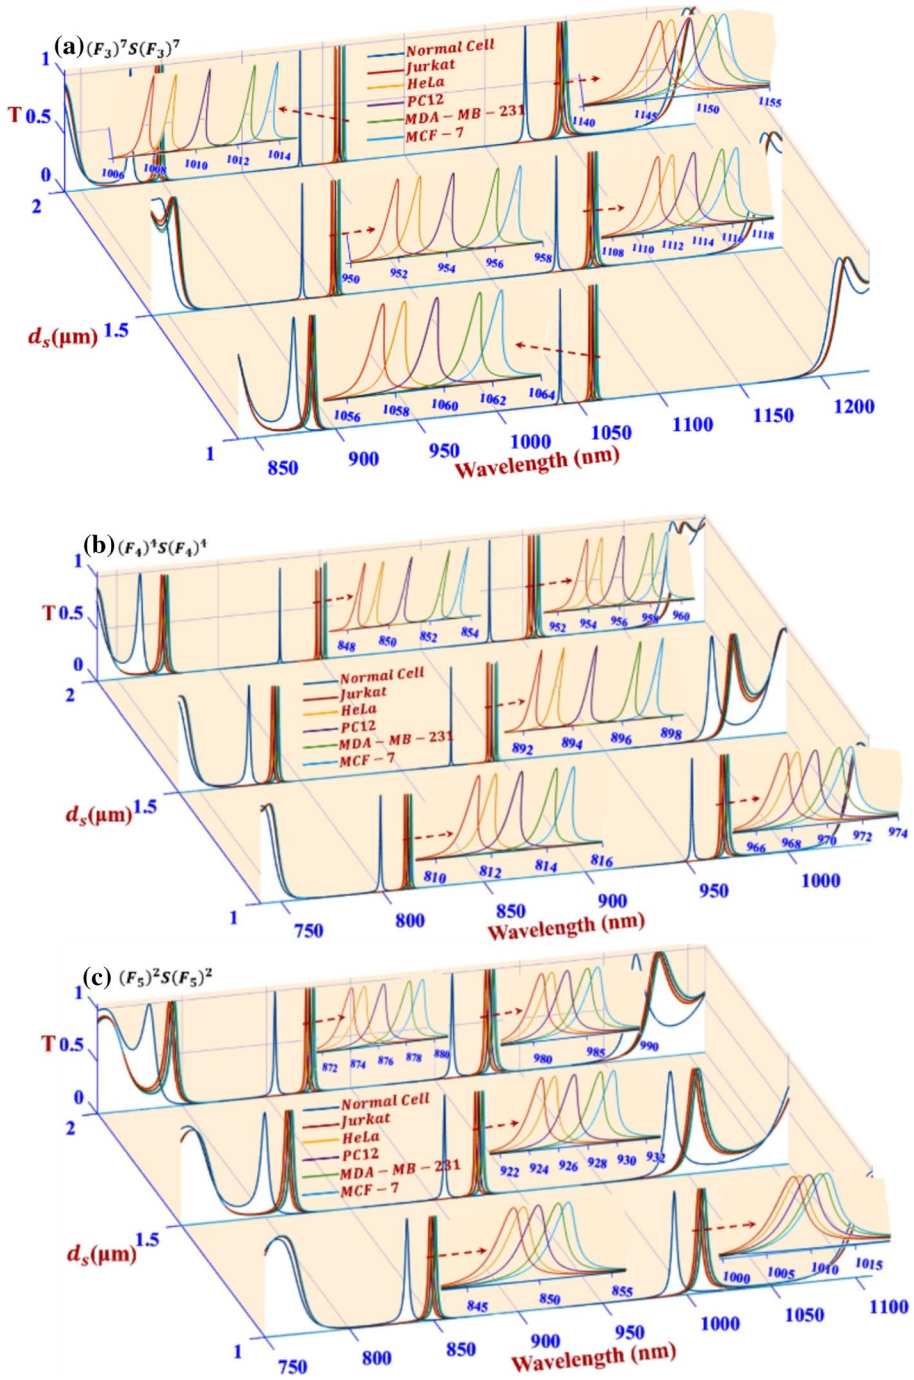 (a) (F₃)⁷S(F₃)⁷
Normal Cell
Jurkat
HeLa
PC12
MDA − MB − 231
MCF − 7
T
1
0.5
0
2
1.5
1
dₛ(µm)
1006 1008 1010 1012 1014
1140 1145 1150 1155
950 952 954 956 958
1108 1110 1112 1114 1116 1118
1056 1058 1060 1062 1064
850 900 950 1000 1050 1100 1150 1200
Wavelength (nm)
(b) (F₄)⁴S(F₄)⁴
T
1
0.5
0
2
1.5
1
dₛ(µm)
848 850 852 854
952 954 956 958 960
Normal Cell
Jurkat
HeLa
PC12
MDA − MB − 231
MCF − 7
892 894 896 898
810 812 814 816
966 968 970 972 974
750 800 850 900 950 1000
Wavelength (nm)
(c) (F₅)²S(F₅)²
T
1
0.5
0
2
1.5
1
dₛ(µm)
872 874 876 878 880
980 985 990
Normal Cell
Jurkat
HeLa
PC12
MDA − MB − 231
MCF − 7
922 924 926 928 930 932
845 850 855
1000 1005 1010 1015
750 800 850 900 950 1000 1050 1100
Wavelength (nm)